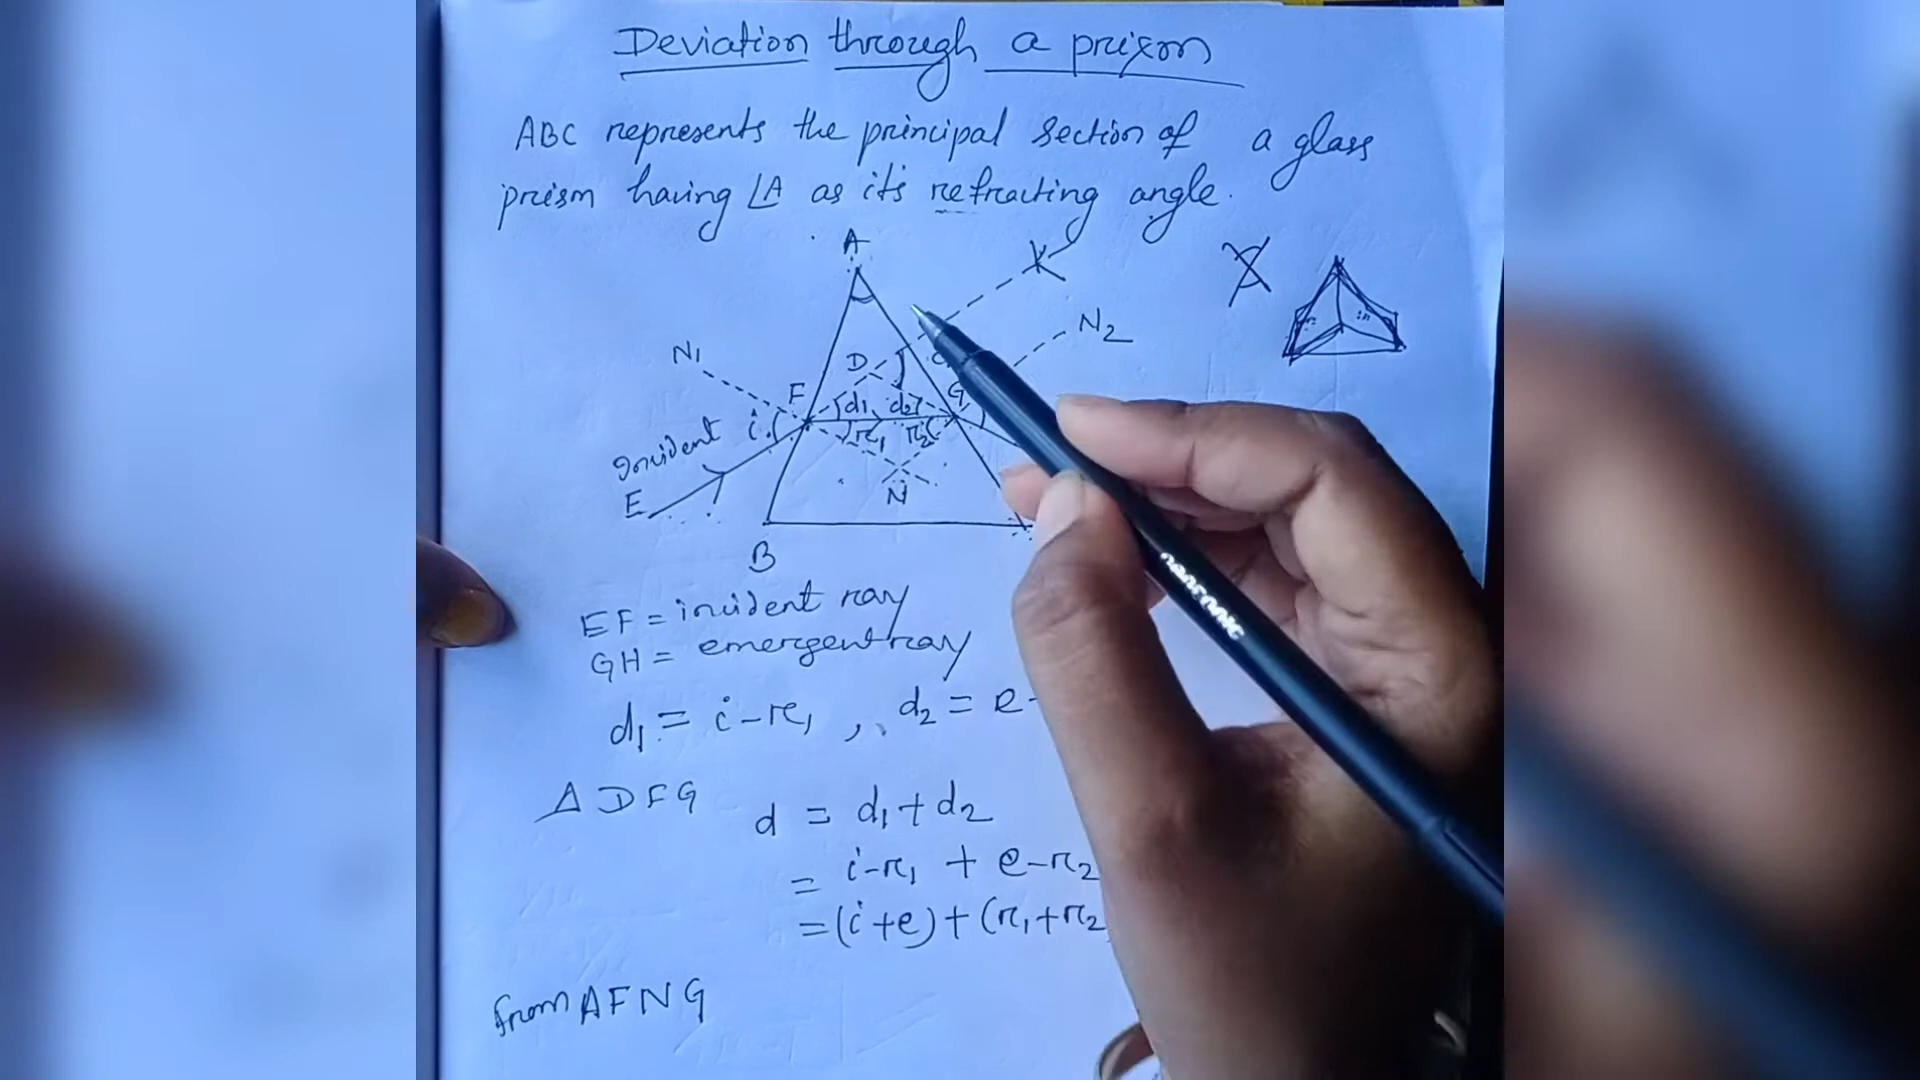 Deviation through a prism
ABC represents the principal section of a glass
prism having ∠A as its refracting angle.
A
K
N1
N2
D
F
G
d1
d2
i
r1
r2
Incident
E
N
B
EF = incident ray
GH = emergent ray
d1 = i-r1, d2 = e-
Δ DFG
d = d1+d2
= i-r1 + e-r2
=(i+e)+(r1+r2
from AFNG
nanconic